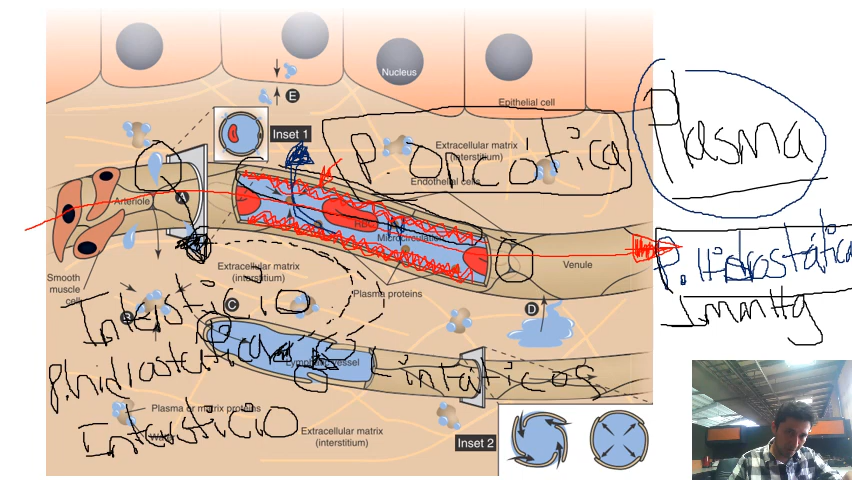 Nucleus
E
Epithelial cell
Inset 1
Extracellular matrix
(interstitium)
P. oncótica
Plasma
Endothelial cells
Arteriole
A
RBC
Microcirculation
Venule
P. Hidrostática
1mmHg
Smooth
muscle
cell
Extracellular matrix
(interstitium)
Plasma proteins
B
C
D
Intersticio
P. hidrostática
Lymphatic vessel
Linfáticos
Plasma or matrix proteins
Water
Intersticio
Extracellular matrix
(interstitium)
Inset 2